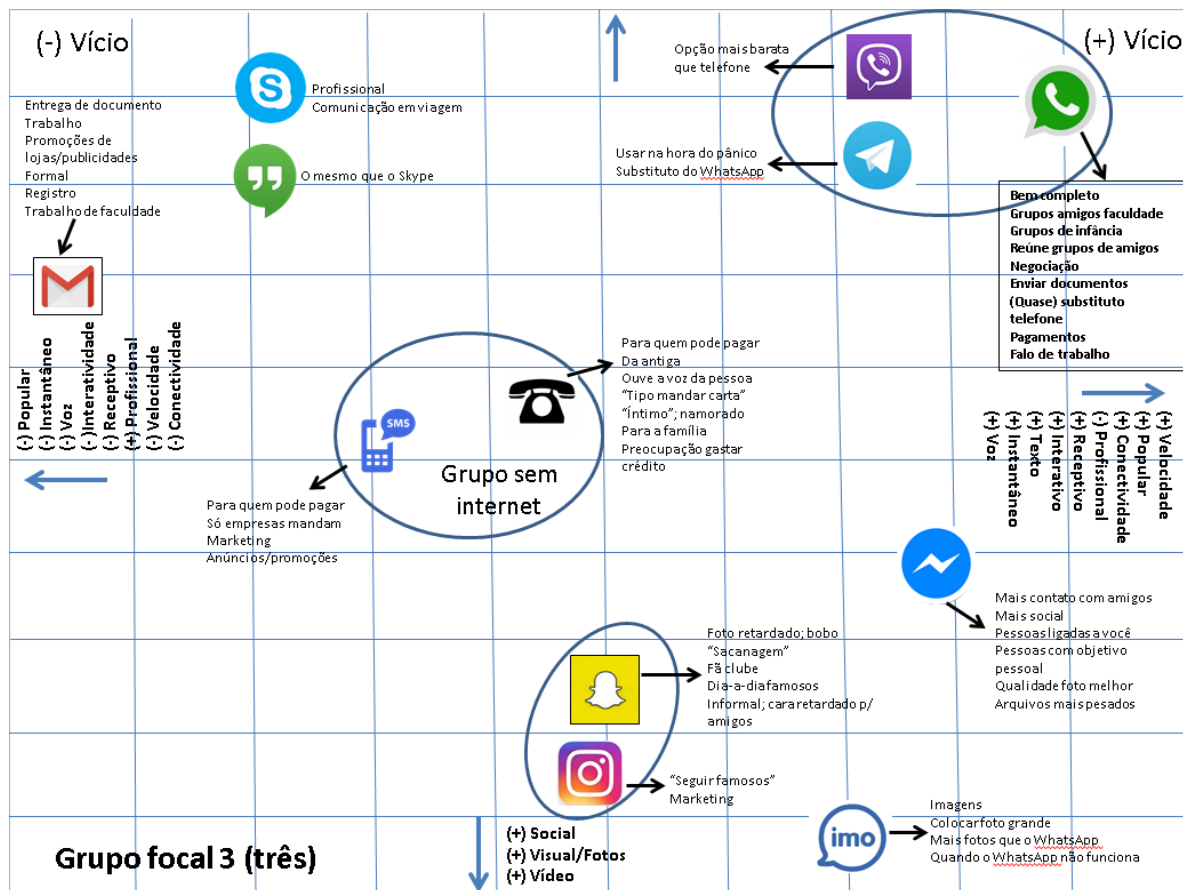 (-) Vício
(+) Vício
Opção mais barata
que telefone
Profissional
Comunicação em viagem
Entrega de documento
Trabalho
Promoções de
lojas/publicidades
Formal
Registro
Trabalho de faculdade
O mesmo que o Skype
Usar na hora do pânico
Substituto do WhatsApp
Bem completo
Grupos amigos faculdade
Grupos de infância
Reúne grupos de amigos
Negociação
Enviar documentos
(Quase) substituto
telefone
Pagamentos
Falo de trabalho
(-) Popular
(-) Instantâneo
(-) Voz
(-)Interatividade
(-) Receptivo
(+) Profissional
(-) Velocidade
(-) Conectividade
Para quem pode pagar
Da antiga
Ouve a voz da pessoa
“Tipo mandar carta”
“Íntimo”; namorado
Para a família
Preocupação gastar
crédito
SMS
Grupo sem
internet
Para quem pode pagar
Só empresas mandam
Marketing
Anúncios/promoções
(+) Velocidade
(+) Popular
(+) Conectividade
(-) Profissional
(+) Receptivo
(+) Interativo
(+) Texto
(+) Instantâneo
(+) Voz
Mais contato com amigos
Mais social
Pessoas ligadas a você
Pessoas com objetivo
pessoal
Qualidade foto melhor
Arquivos mais pesados
Foto retardado; bobo
“Sacanagem”
Fã clube
Dia-a-diafamosos
Informal; cara retardado p/
amigos
“Seguir famosos”
Marketing
imo
Imagens
Colocar foto grande
Mais fotos que o WhatsApp
Quando o WhatsApp não funciona
(+) Social
(+) Visual/Fotos
(+) Vídeo
Grupo focal 3 (três)